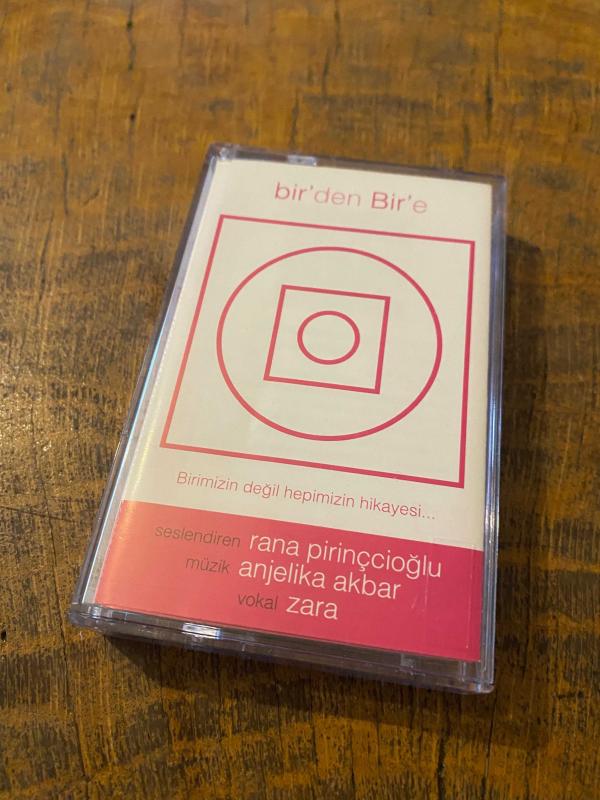 bir'den Bir'e
Birimizin değil hepimizin hikayesi...
seslendiren rana pirinççioğlu
müzik anjelika akbar
vokal zara